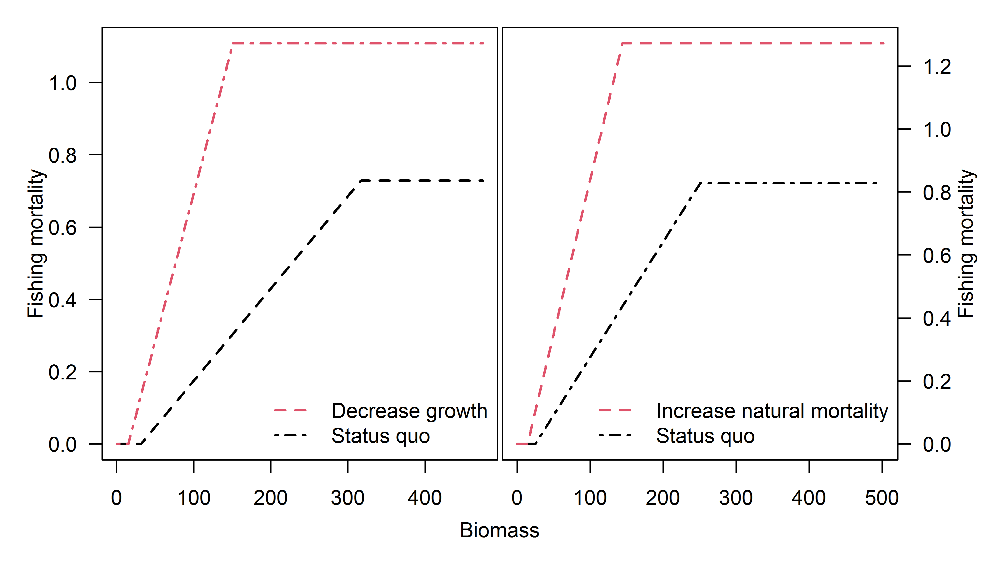 Fishing mortality
1.0
0.8
0.6
0.4
0.2
0.0
Decrease growth
Status quo
0 100 200 300 400
Increase natural mortality
Status quo
0 100 200 300 400 500
1.2
1.0
0.8
0.6
0.4
0.2
0.0
Fishing mortality
Biomass